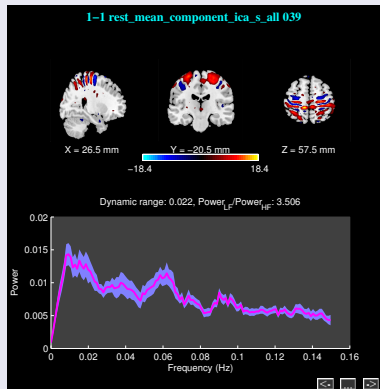 1-1 rest_mean_component_ica_s_all 039
X = 26.5 mm
Y = -20.5 mm
Z = 57.5 mm
-18.4
18.4
Dynamic range: 0.022, Power_LF/Power_HF: 3.506
0.02
0.015
0.01
0.005
0
Power
0 0.02 0.04 0.06 0.08 0.1 0.12 0.14 0.16
Frequency (Hz)
<- ... ->